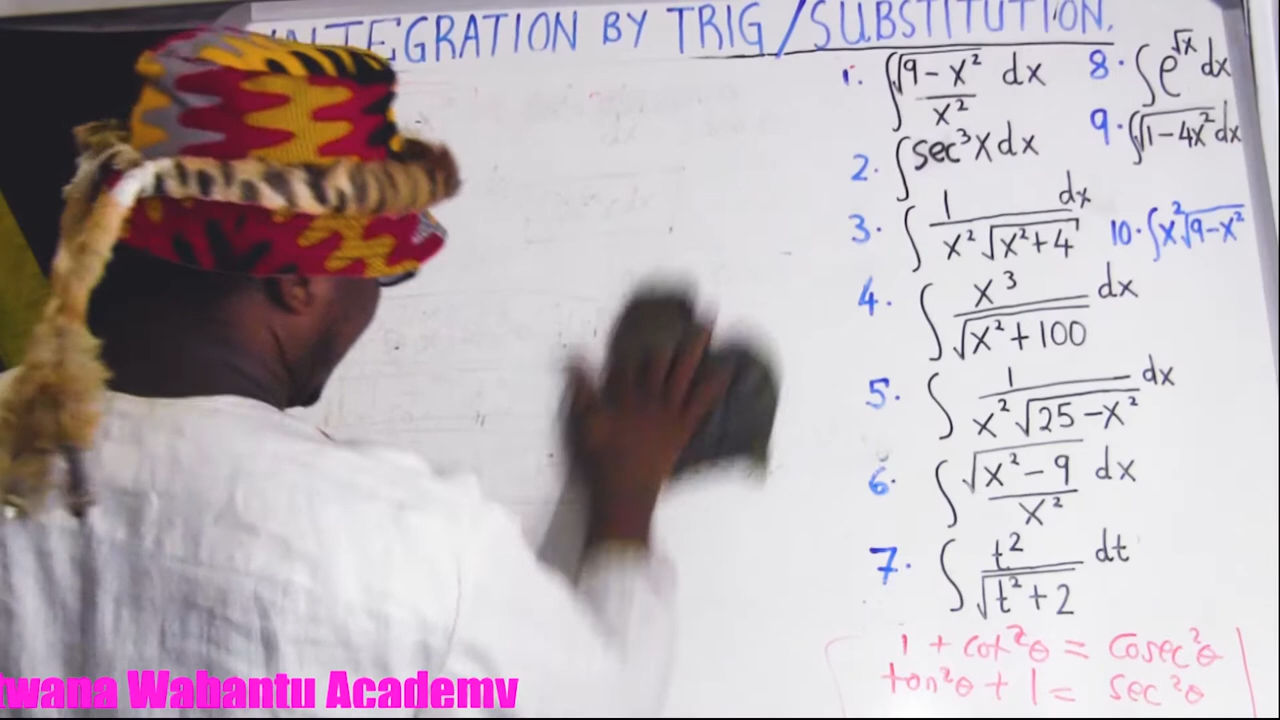 INTEGRATION BY TRIG/SUBSTITUTION.
1. ∫ √(9 - x²) / x² dx
2. ∫ sec³x dx
3. ∫ 1 / (x² √(x² + 4)) dx
4. ∫ x³ / √(x² + 100) dx
5. ∫ 1 / (x² √(25 - x²)) dx
6. ∫ √(x² - 9) / x² dx
7. ∫ t² / √(t² + 2) dt
8. ∫ e^√x dx
9. ∫ √(1 - 4x²) dx
10. ∫ x² √(9 - x²)
1 + cot²θ = cosec²θ
tan²θ + 1 = sec²θ
Wabantu Academy